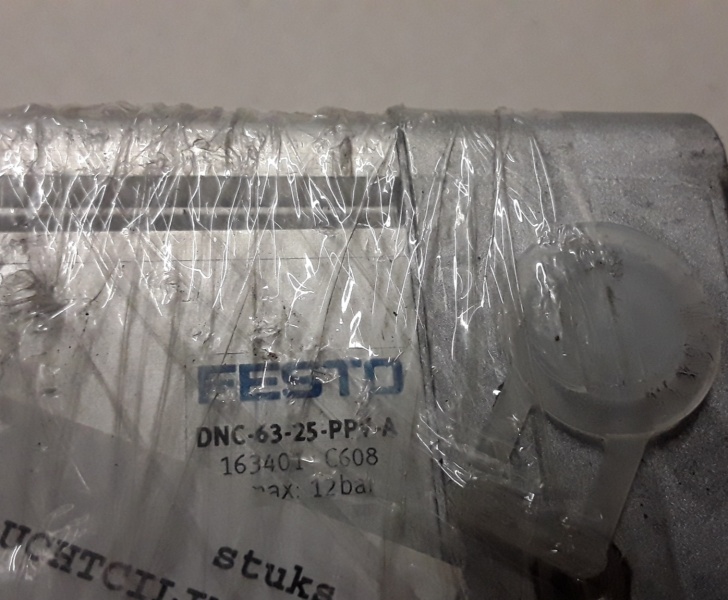 FESTO
DNC-63-25-PPV-A
163401 C608
max: 12bar
stuks